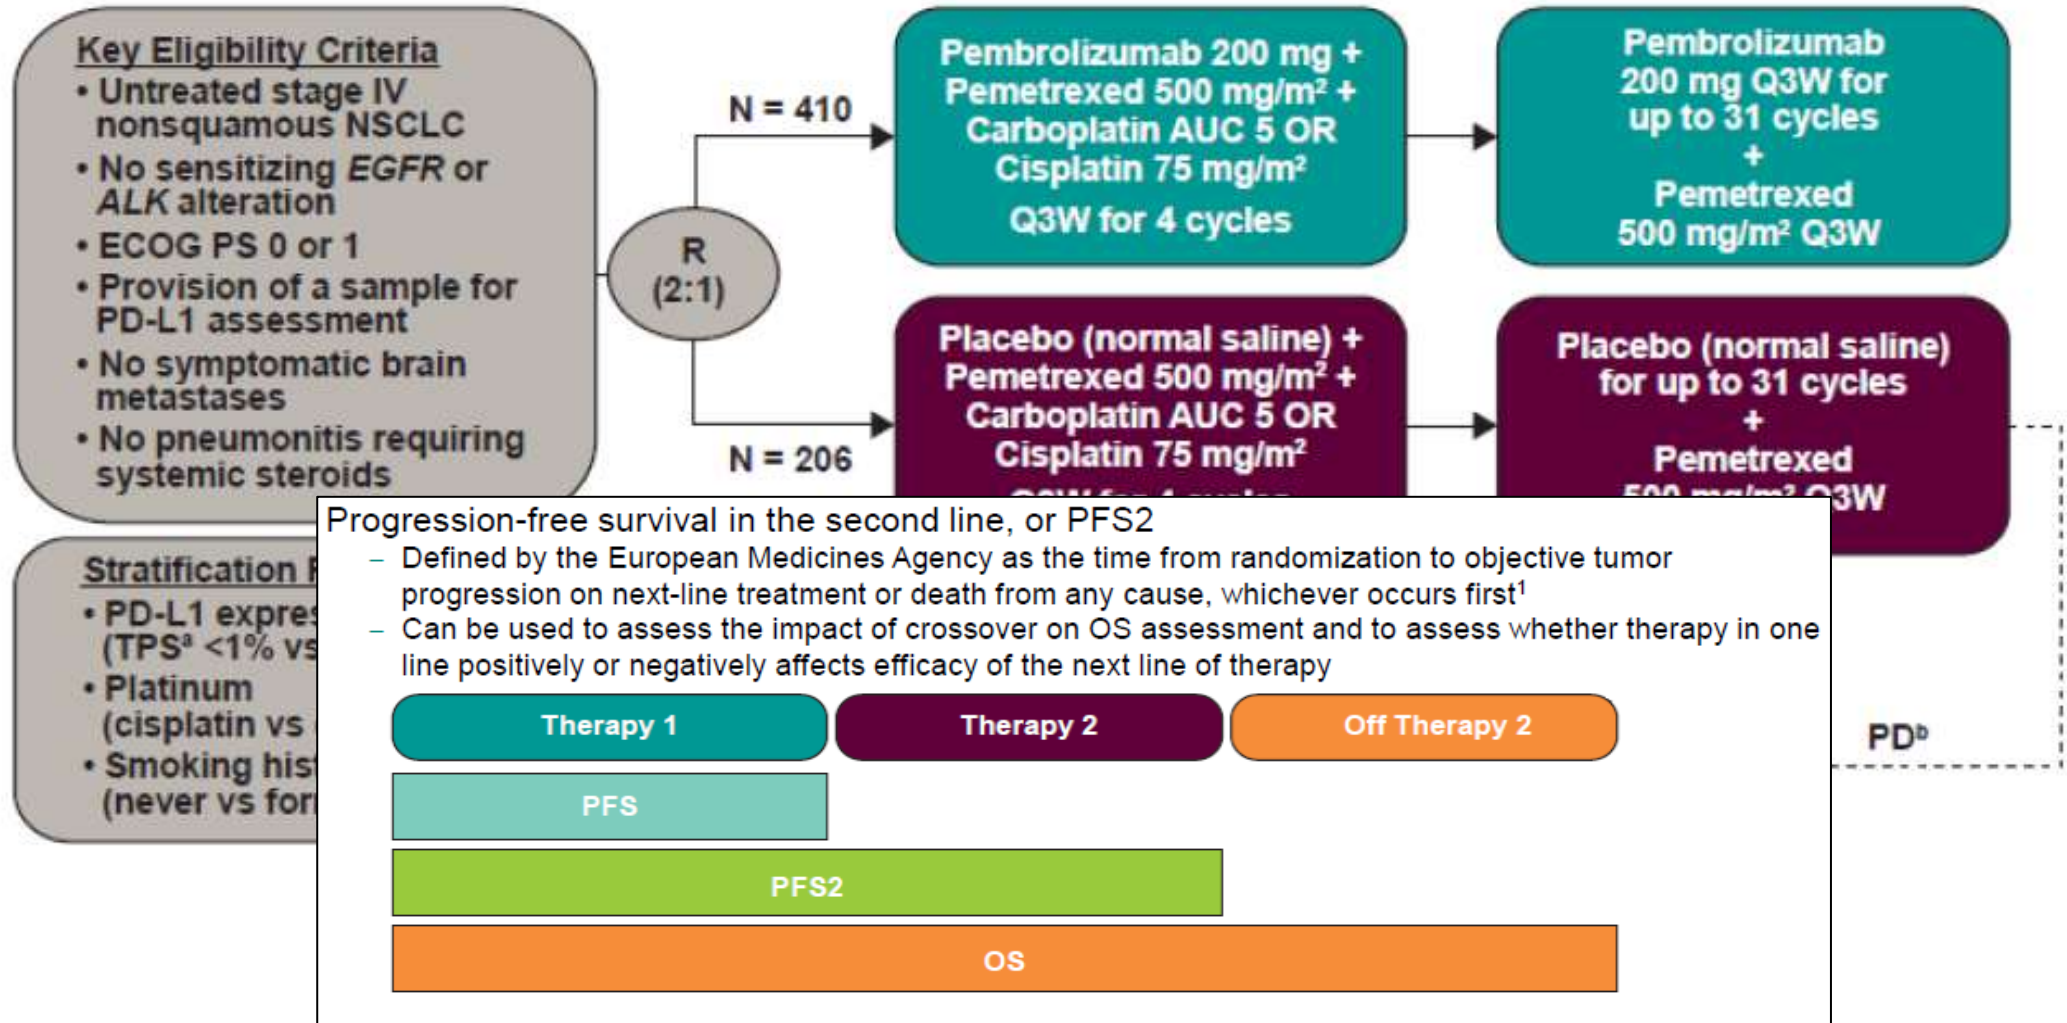 Key Eligibility Criteria
• Untreated stage IV
nonsquamous NSCLC
• No sensitizing EGFR or
ALK alteration
• ECOG PS 0 or 1
• Provision of a sample for
PD-L1 assessment
• No symptomatic brain
metastases
• No pneumonitis requiring
systemic steroids
Stratification
• PD-L1
(TPSª <1% vs
• Platinum
(cisplatin vs
• Smoking
(never vs
R
(2:1)
N = 410
N = 206
Pembrolizumab 200 mg +
Pemetrexed 500 mg/m² +
Carboplatin AUC 5 OR
Cisplatin 75 mg/m²
Q3W for 4 cycles
Pembrolizumab
200 mg Q3W for
up to 31 cycles
+
Pemetrexed
500 mg/m² Q3W
Placebo (normal saline) +
Pemetrexed 500 mg/m² +
Carboplatin AUC 5 OR
Cisplatin 75 mg/m²
Placebo (normal saline)
for up to 31 cycles
+
Pemetrexed
500 mg/m² Q3W
PDᵇ
Progression-free survival in the second line, or PFS2
– Defined by the European Medicines Agency as the time from randomization to objective tumor
progression on next-line treatment or death from any cause, whichever occurs first¹
– Can be used to assess the impact of crossover on OS assessment and to assess whether therapy in one
line positively or negatively affects efficacy of the next line of therapy
Therapy 1
Therapy 2
Off Therapy 2
PFS
PFS2
OS